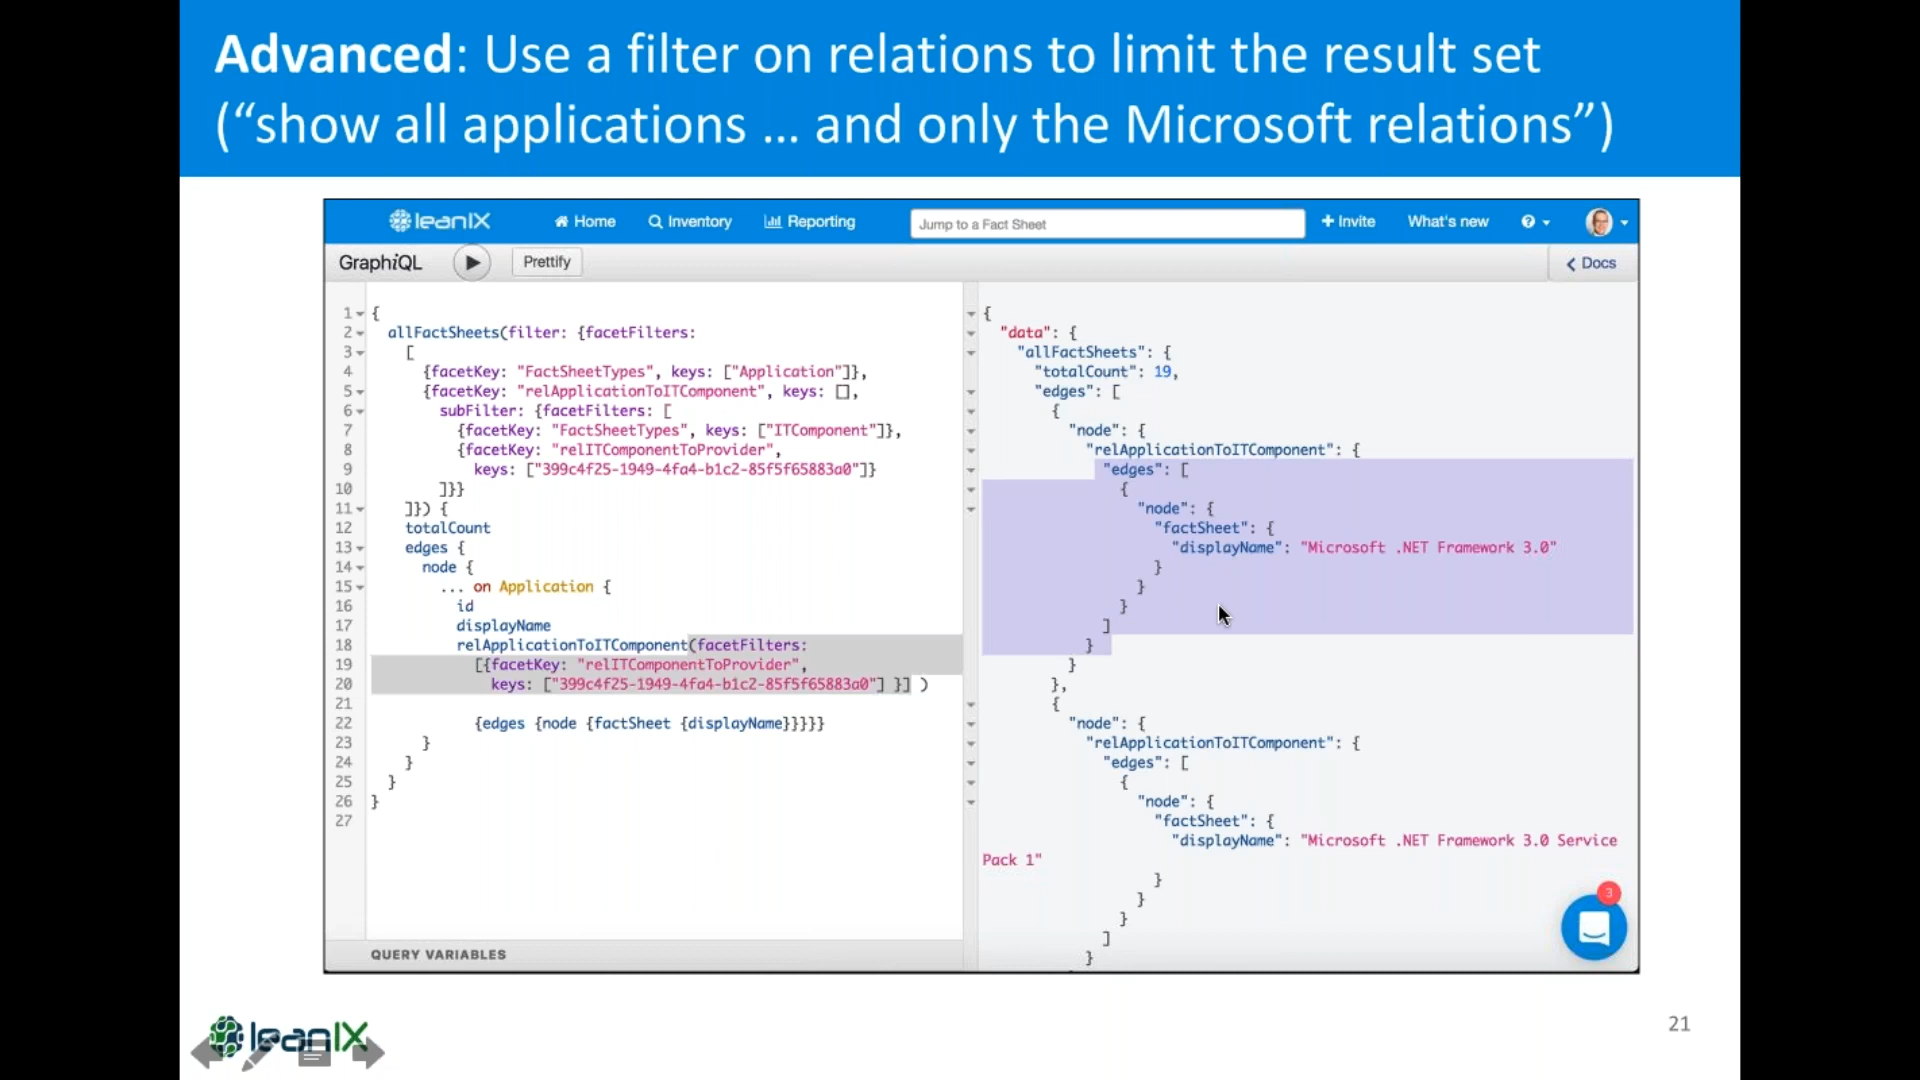 Advanced: Use a filter on relations to limit the result set
(“show all applications … and only the Microsoft relations”)
leanIX Home Inventory Reporting Jump to a Fact Sheet + Invite What's new ?
GraphiQL Prettify < Docs
1 {
2 allFactSheets(filter: {facetFilters:
3 [
4 {facetKey: "FactSheetTypes", keys: ["Application"]},
5 {facetKey: "relApplicationToITComponent", keys: [],
6 subFilter: {facetFilters: [
7 {facetKey: "FactSheetTypes", keys: ["ITComponent"]},
8 {facetKey: "relITComponentToProvider",
9 keys: ["399c4f25-1949-4fa4-b1c2-85f5f65883a0"]}
10 ]}}
11 ]}) {
12 totalCount
13 edges {
14 node {
15 ... on Application {
16 id
17 displayName
18 relApplicationToITComponent(facetFilters:
19 [{facetKey: "relITComponentToProvider",
20 keys: ["399c4f25-1949-4fa4-b1c2-85f5f65883a0"] }] )
21
22 {edges {node {factSheet {displayName}}}}}
23 }
24 }
25 }
26 }
27
QUERY VARIABLES
{
"data": {
"allFactSheets": {
"totalCount": 19,
"edges": [
{
"node": {
"relApplicationToITComponent": {
"edges": [
{
"node": {
"factSheet": {
"displayName": "Microsoft .NET Framework 3.0"
}
}
}
]
}
}
},
{
"node": {
"relApplicationToITComponent": {
"edges": [
{
"node": {
"factSheet": {
"displayName": "Microsoft .NET Framework 3.0 Service
Pack 1"
}
}
}
]
}
3
leanIX
21